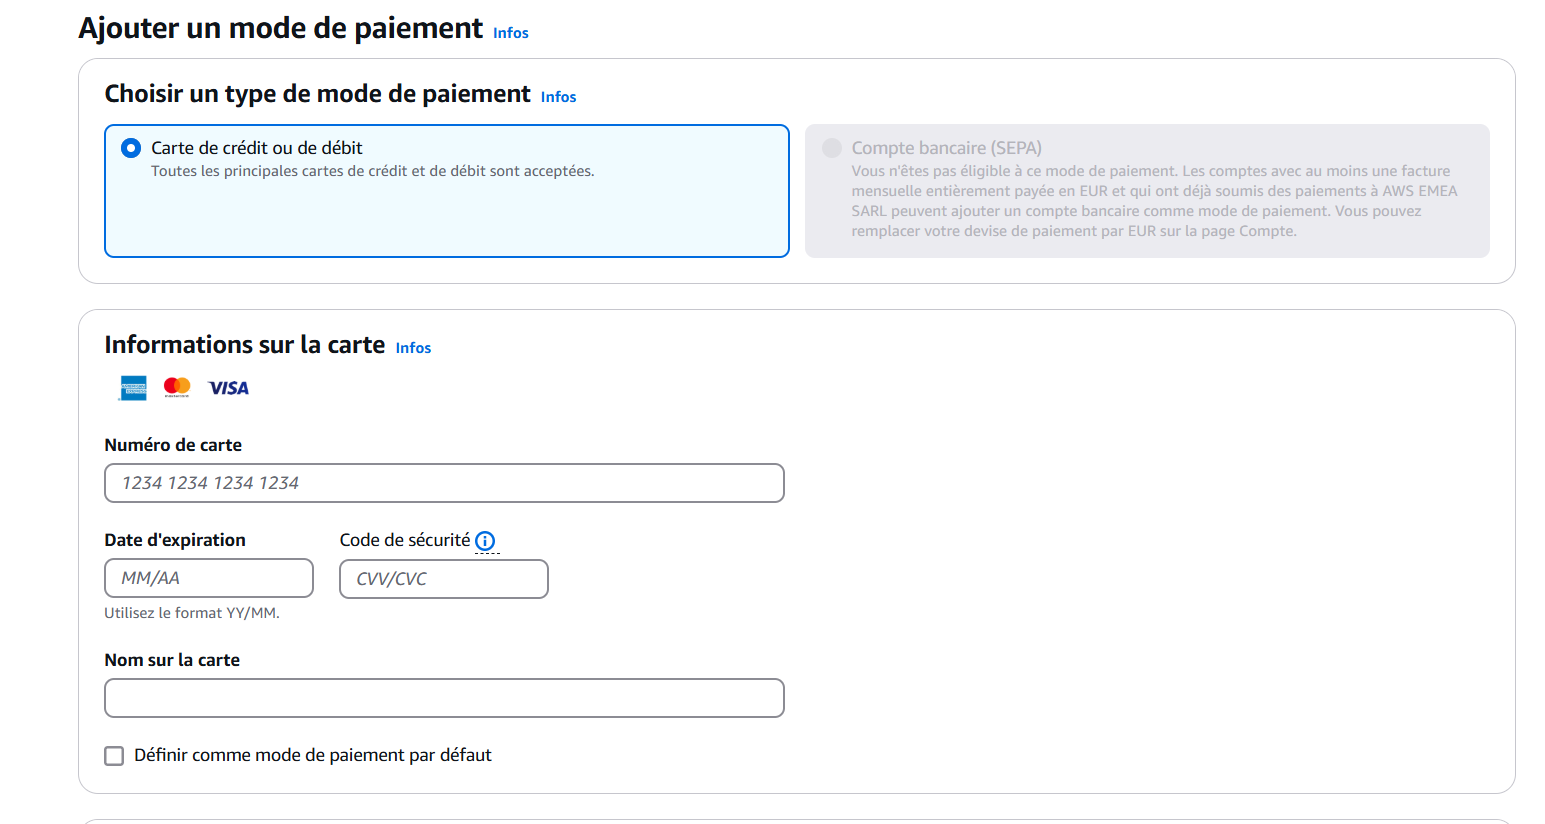 Ajouter un mode de paiement Infos
Choisir un type de mode de paiement Infos
Carte de crédit ou de débit
Toutes les principales cartes de crédit et de débit sont acceptées.
Compte bancaire (SEPA)
Vous n'êtes pas éligible à ce mode de paiement. Les comptes avec au moins une facture
mensuelle entièrement payée en EUR et qui ont déjà soumis des paiements à AWS EMEA
SARL peuvent ajouter un compte bancaire comme mode de paiement. Vous pouvez
remplacer votre devise de paiement par EUR sur la page Compte.
Informations sur la carte Infos
VISA
Numéro de carte
1234 1234 1234 1234
Date d'expiration
MM/AA
Utilisez le format YY/MM.
Code de sécurité
CVV/CVC
Nom sur la carte
Définir comme mode de paiement par défaut